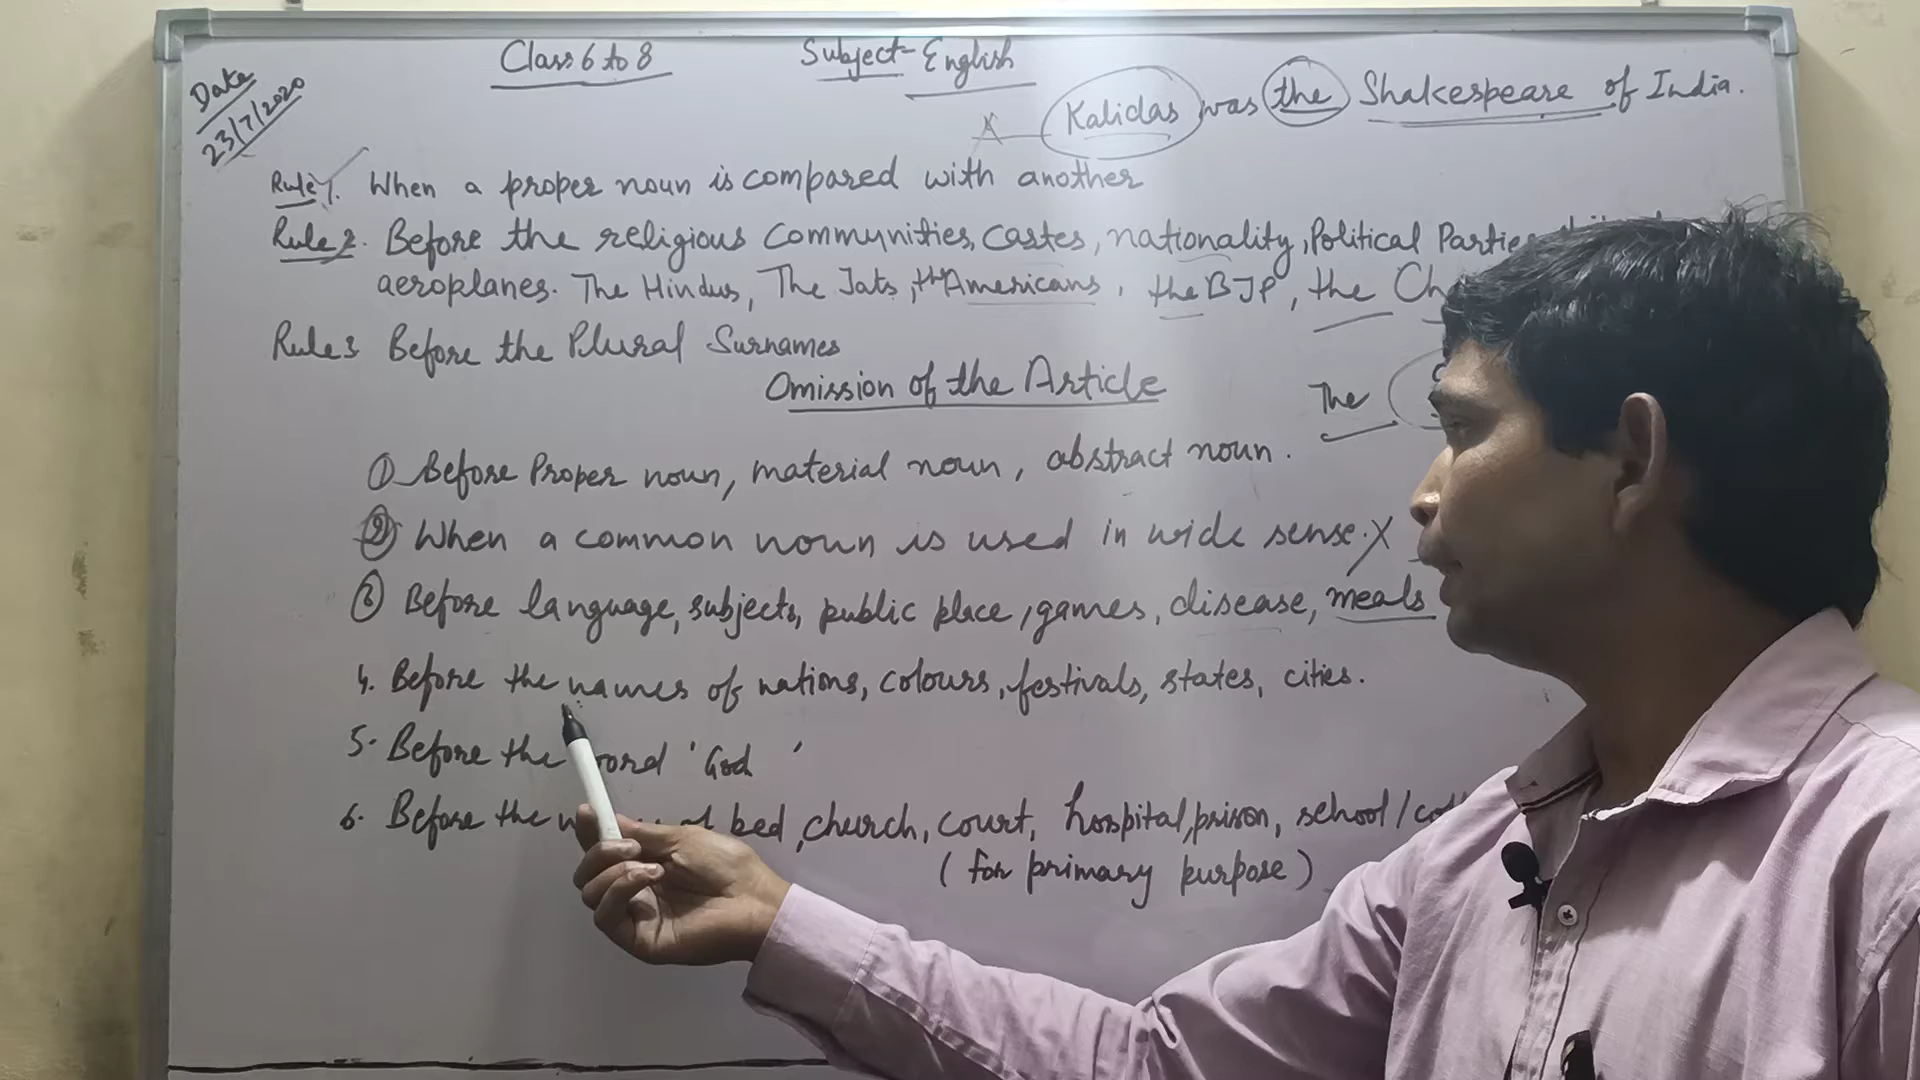 Class 6 to 8 Subject- English
Date
23/7/2020
Kalidas was the Shakespeare of India.
Rule 1. When a proper noun is compared with another
Rule 2. Before the religious Communities, castes, nationality, Political Parties
aeroplanes. The Hindus, The Jats, the Americans, the BJP, the
Rule 3 Before the Plural Surnames
Omission of the Article
The
① Before Proper noun, material noun, abstract noun.
② When a common noun is used in wide sense. X
③ Before language, subjects, public place, games, disease, meals
4. Before the names of nations, colours, festivals, states, cities.
5. Before the word 'God '
6. Before the of bed, church, court, hospital, prison, school/
(for primary purpose)